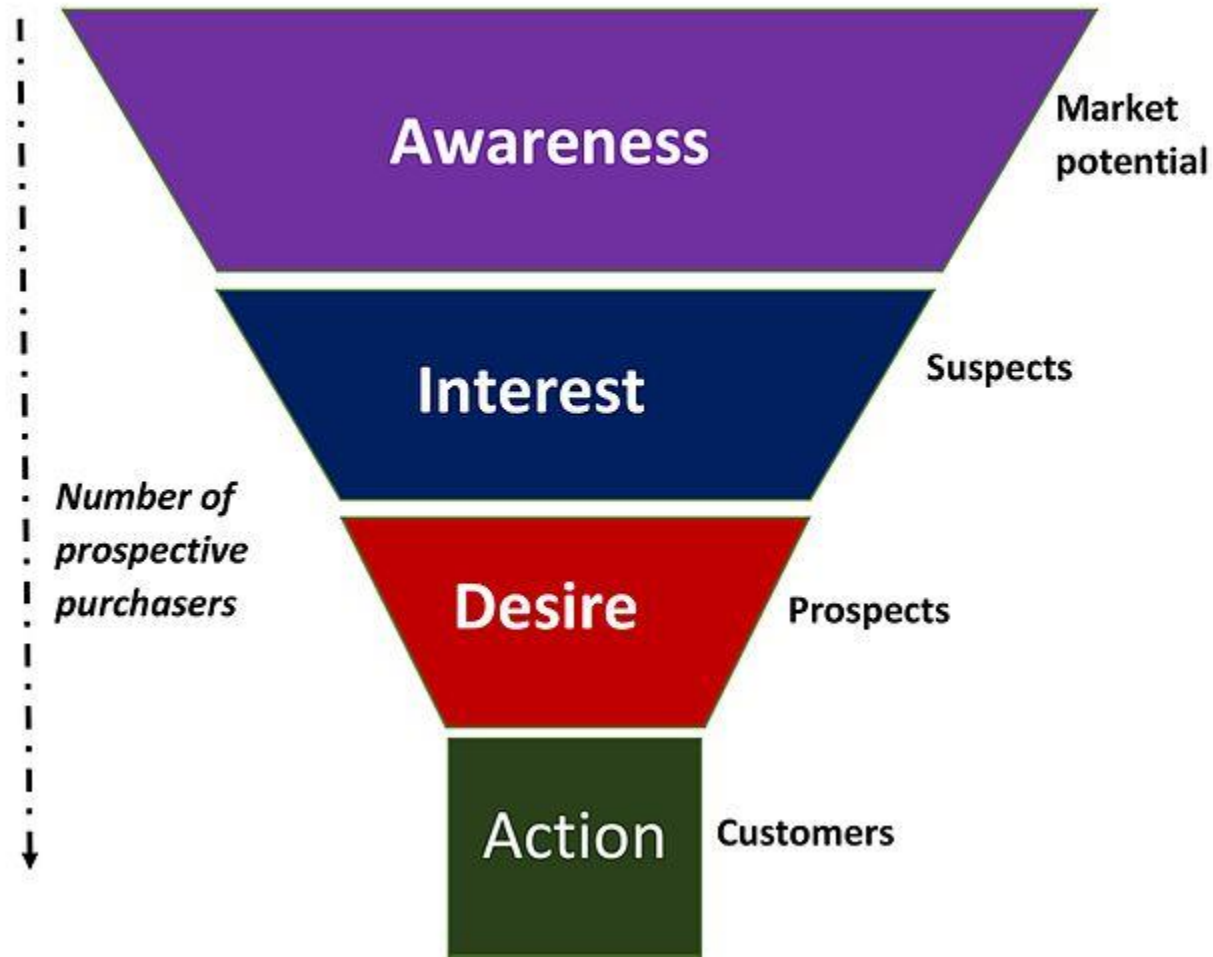 Awareness
Market
potential
Interest
Suspects
Number of
prospective
purchasers
Desire
Prospects
Action
Customers